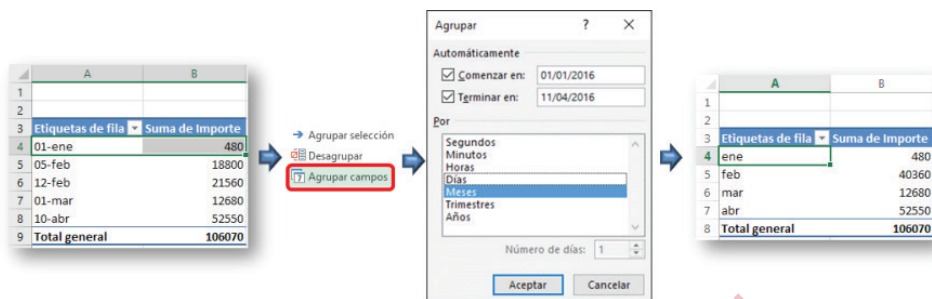 A B
1
2
3 Etiquetas de fila Suma de Importe
4 01-ene 480
5 05-feb 18800
6 12-feb 21560
7 01-mar 12680
8 10-abr 52550
9 Total general 106070
Agrupar selección
Desagrupar
7 Agrupar campos
Agrupar ? X
Automáticamente
Comenzar en: 01/01/2016
Terminar en: 11/04/2016
Por
Segundos
Minutos
Horas
Días
Meses
Trimestres
Años
Número de días: 1
Aceptar Cancelar
A B
1
2
3 Etiquetas de fila Suma de Importe
4 ene 480
5 feb 40360
6 mar 12680
7 abr 52550
8 Total general 106070